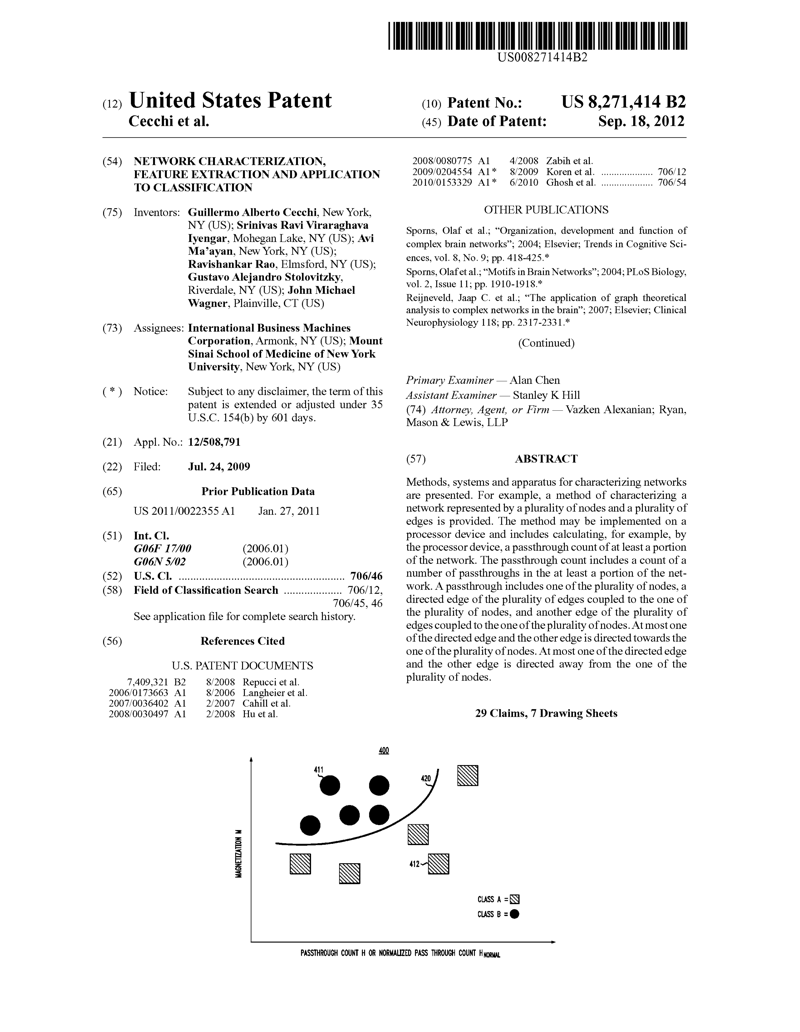 US008271414B2
(12) United States Patent
Cecchi et al.
(10) Patent No.: US 8,271,414 B2
(45) Date of Patent: Sep. 18, 2012
(54) NETWORK CHARACTERIZATION,
FEATURE EXTRACTION AND APPLICATION
TO CLASSIFICATION
(75) Inventors: Guillermo Alberto Cecchi, New York,
NY (US); Srinivas Ravi Viraraghava
Iyengar, Mohegan Lake, NY (US); Avi
Ma'ayan, New York, NY (US);
Ravishankar Rao, Elmsford, NY (US);
Gustavo Alejandro Stolovitzky,
Riverdale, NY (US); John Michael
Wagner, Plainville, CT (US)
(73) Assignees: International Business Machines
Corporation, Armonk, NY (US); Mount
Sinai School of Medicine of New York
University, New York, NY (US)
( * ) Notice: Subject to any disclaimer, the term of this
patent is extended or adjusted under 35
U.S.C. 154(b) by 601 days.
(21) Appl. No.: 12/508,791
(22) Filed: Jul. 24, 2009
(65) Prior Publication Data
US 2011/0022355 A1 Jan. 27, 2011
(51) Int. Cl.
G06F 17/00 (2006.01)
G06N 5/02 (2006.01)
(52) U.S. Cl. ........................................................ 706/46
(58) Field of Classification Search .................... 706/12,
706/45, 46
See application file for complete search history.
(56) References Cited
U.S. PATENT DOCUMENTS
7,409,321 B2 8/2008 Repucci et al.
2006/0173663 A1 8/2006 Langheier et al.
2007/0036402 A1 2/2007 Cahill et al.
2008/0030497 A1 2/2008 Hu et al.
2008/0080775 A1 4/2008 Zabih et al.
2009/0204554 A1* 8/2009 Koren et al. .................... 706/12
2010/0153329 A1* 6/2010 Ghosh et al. .................... 706/54
OTHER PUBLICATIONS
Sporns, Olaf et al.; "Organization, development and function of
complex brain networks"; 2004; Elsevier; Trends in Cognitive Sci-
ences, vol. 8, No. 9; pp. 418-425.*
Sporns, Olaf et al.; "Motifs in Brain Networks"; 2004; PLoS Biology,
vol. 2, Issue 11; pp. 1910-1918.*
Reijneveld, Jaap C. et al.; "The application of graph theoretical
analysis to complex networks in the brain"; 2007; Elsevier; Clinical
Neurophysiology 118; pp. 2317-2331.*
(Continued)
Primary Examiner — Alan Chen
Assistant Examiner — Stanley K Hill
(74) Attorney, Agent, or Firm — Vazken Alexanian; Ryan,
Mason & Lewis, LLP
(57) ABSTRACT
Methods, systems and apparatus for characterizing networks
are presented. For example, a method of characterizing a
network represented by a plurality of nodes and a plurality of
edges is provided. The method may be implemented on a
processor device and includes calculating, for example, by
the processor device, a passthrough count of at least a portion
of the network. The passthrough count includes a count of a
number of passthroughs in the at least a portion of the net-
work. A passthrough includes one of the plurality of nodes, a
directed edge of the plurality of edges coupled to the one of
the plurality of nodes, and another edge of the plurality of
edges coupled to the one of the plurality of nodes. At most one
of the directed edge and the other edge is directed towards the
one of the plurality of nodes. At most one of the directed edge
and the other edge is directed away from the one of the
plurality of nodes.
29 Claims, 7 Drawing Sheets
400
411
420
412
MAGNETIZATION M
CLASS A =
CLASS B =
PASSTHROUGH COUNT H OR NORMALIZED PASS THROUGH COUNT H NORMAL